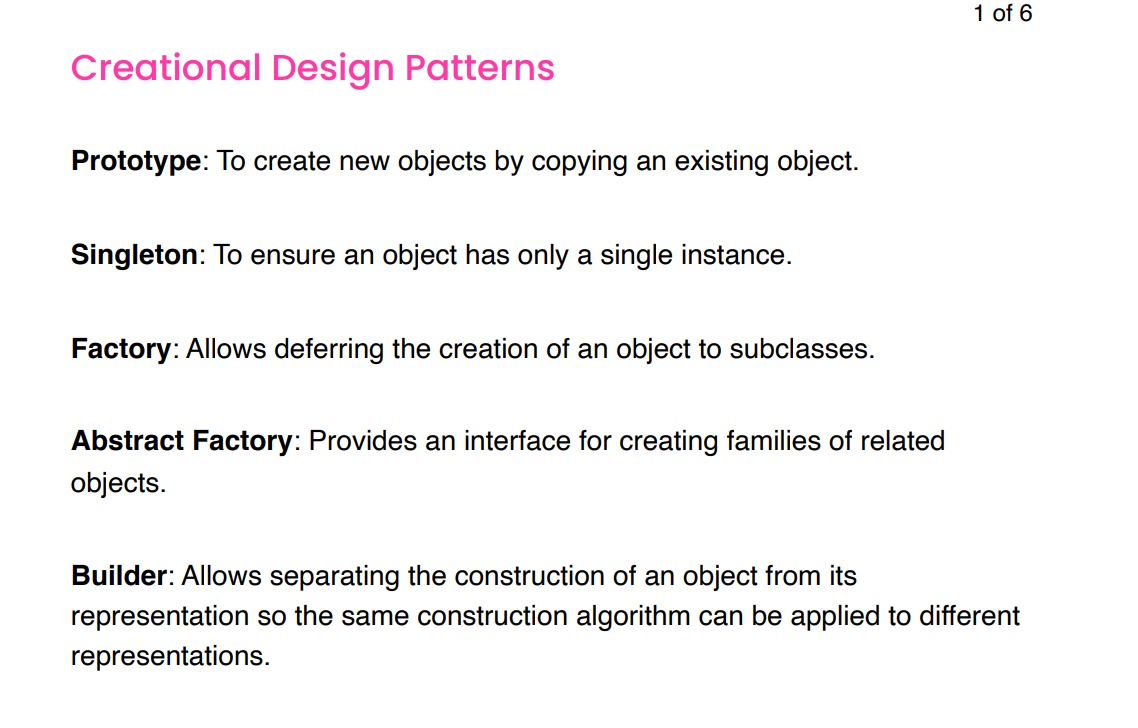 1 of 6
Creational Design Patterns
Prototype: To create new objects by copying an existing object.
Singleton: To ensure an object has only a single instance.
Factory: Allows deferring the creation of an object to subclasses.
Abstract Factory: Provides an interface for creating families of related
objects.
Builder: Allows separating the construction of an object from its
representation so the same construction algorithm can be applied to different
representations.